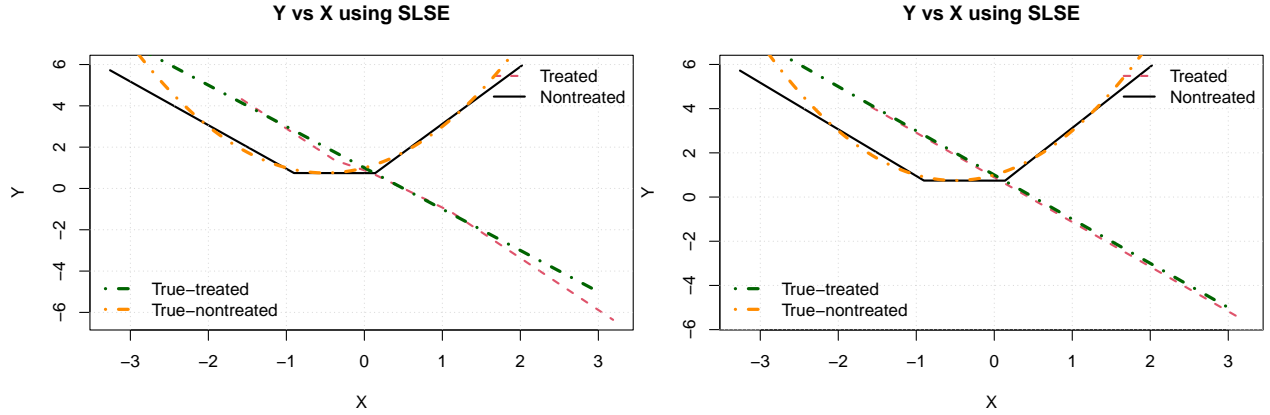 Y vs X using SLSE
6
4
2
0
−2
−4
−6
Y
Treated
Nontreated
True−treated
True−nontreated
−3 −2 −1 0 1 2 3
X
Y vs X using SLSE
6
4
2
0
−2
−4
−6
Y
Treated
Nontreated
True−treated
True−nontreated
−3 −2 −1 0 1 2 3
X